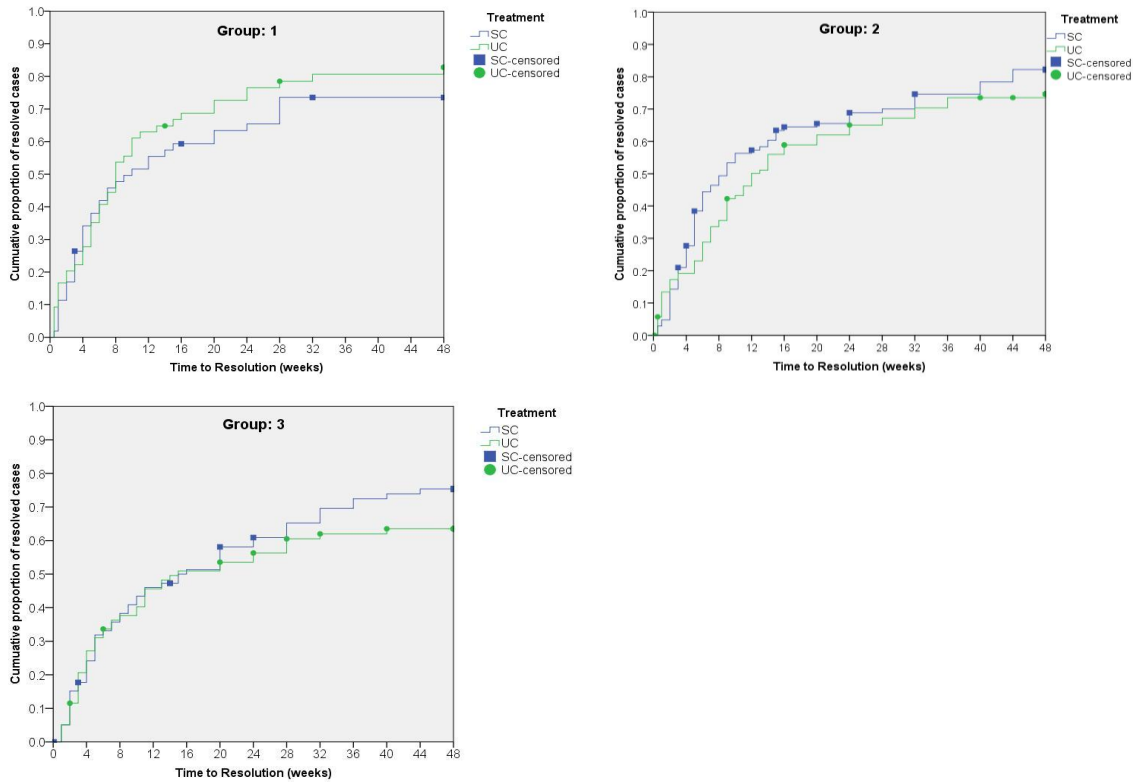 Group: 1
Treatment
SC
UC
SC-censored
UC-censored
Cumuative proportion of resolved cases
1.0
0.9
0.8
0.7
0.6
0.5
0.4
0.3
0.2
0.1
0.0
0 4 8 12 16 20 24 28 32 36 40 44 48
Time to Resolution (weeks)
Group: 2
Treatment
SC
UC
SC-censored
UC-censored
Cumuative proportion of resolved cases
1.0
0.9
0.8
0.7
0.6
0.5
0.4
0.3
0.2
0.1
0.0
0 4 8 12 16 20 24 28 32 36 40 44 48
Time to Resolution (weeks)
Group: 3
Treatment
SC
UC
SC-censored
UC-censored
Cumuative proportion of resolved cases
1.0
0.9
0.8
0.7
0.6
0.5
0.4
0.3
0.2
0.1
0.0
0 4 8 12 16 20 24 28 32 36 40 44 48
Time to Resolution (weeks)